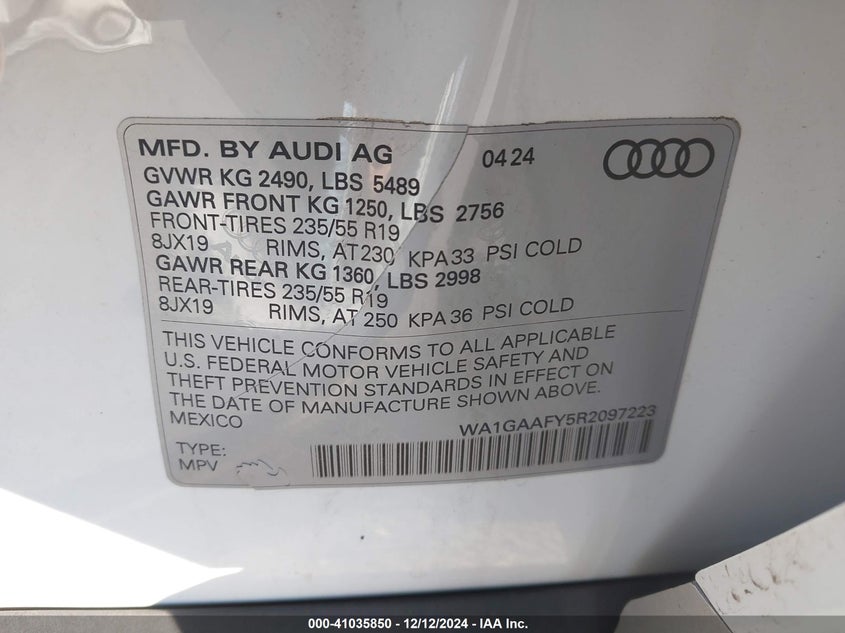 MFD. BY AUDI AG 04 24
GVWR KG 2490, LBS 5489
GAWR FRONT KG 1250, LBS 2756
FRONT-TIRES 235/55 R19
8JX19 RIMS, AT 230 KPA 33 PSI COLD
GAWR REAR KG 1360, LBS 2998
REAR-TIRES 235/55 R19
8JX19 RIMS, AT 250 KPA 36 PSI COLD
THIS VEHICLE CONFORMS TO ALL APPLICABLE
U.S. FEDERAL MOTOR VEHICLE SAFETY AND
THEFT PREVENTION STANDARDS IN EFFECT ON
THE DATE OF MANUFACTURE SHOWN ABOVE.
MEXICO
WA1GAAFY5R2097223
TYPE:
MPV
000-41035850 - 12/12/2024 - IAA Inc.